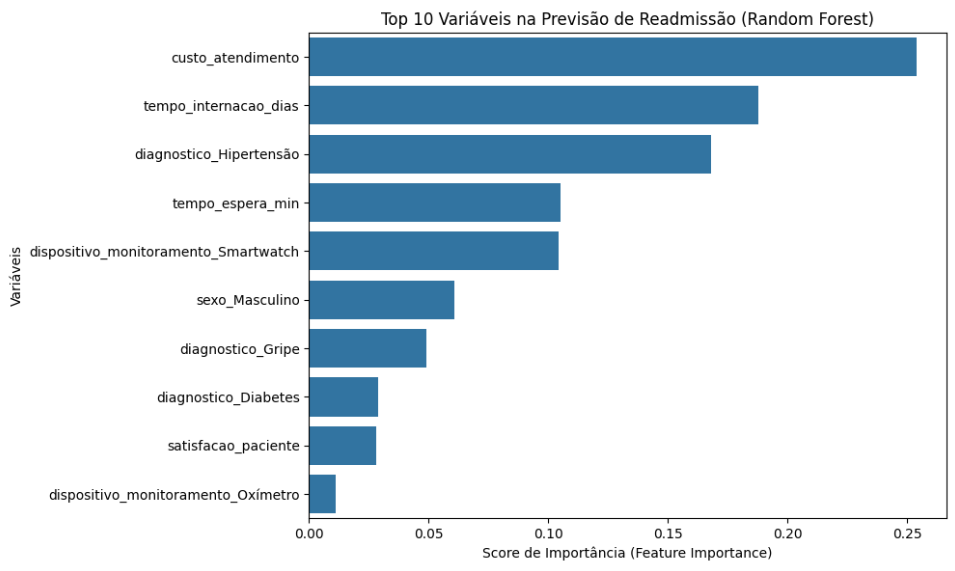 Top 10 Variáveis na Previsão de Readmissão (Random Forest)
Variáveis
custo_atendimento
tempo_internacao_dias
diagnostico_Hipertensão
tempo_espera_min
dispositivo_monitoramento_Smartwatch
sexo_Masculino
diagnostico_Gripe
diagnostico_Diabetes
satisfacao_paciente
dispositivo_monitoramento_Oxímetro
0.00 0.05 0.10 0.15 0.20 0.25
Score de Importância (Feature Importance)